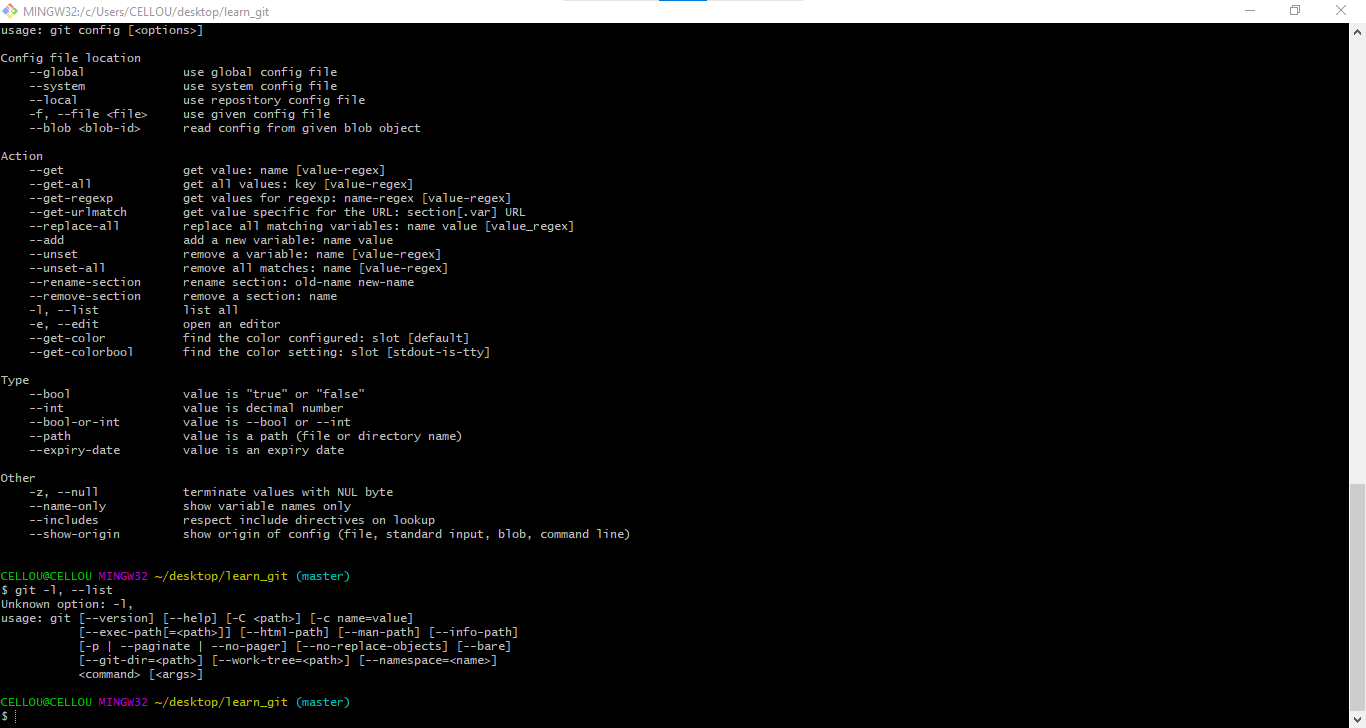 MINGW32:/c/Users/CELLOU/desktop/learn_git
usage: git config [<options>]
Config file location
--global use global config file
--system use system config file
--local use repository config file
-f, --file <file> use given config file
--blob <blob-id> read config from given blob object
Action
--get get value: name [value-regex]
--get-all get all values: key [value-regex]
--get-regexp get values for regexp: name-regex [value-regex]
--get-urlmatch get value specific for the URL: section[.var] URL
--replace-all replace all matching variables: name value [value_regex]
--add add a new variable: name value
--unset remove a variable: name [value-regex]
--unset-all remove all matches: name [value-regex]
--rename-section rename section: old-name new-name
--remove-section remove a section: name
-l, --list list all
-e, --edit open an editor
--get-color find the color configured: slot [default]
--get-colorbool find the color setting: slot [stdout-is-tty]
Type
--bool value is "true" or "false"
--int value is decimal number
--bool-or-int value is --bool or --int
--path value is a path (file or directory name)
--expiry-date value is an expiry date
Other
-z, --null terminate values with NUL byte
--name-only show variable names only
--includes respect include directives on lookup
--show-origin show origin of config (file, standard input, blob, command line)
CELLOU@CELLOU MINGW32 ~/desktop/learn_git (master)
$ git -l, --list
Unknown option: -l,
usage: git [--version] [--help] [-C <path>] [-c name=value]
[--exec-path[=<path>]] [--html-path] [--man-path] [--info-path]
[-p | --paginate | --no-pager] [--no-replace-objects] [--bare]
[--git-dir=<path>] [--work-tree=<path>] [--namespace=<name>]
<command> [<args>]
CELLOU@CELLOU MINGW32 ~/desktop/learn_git (master)
$